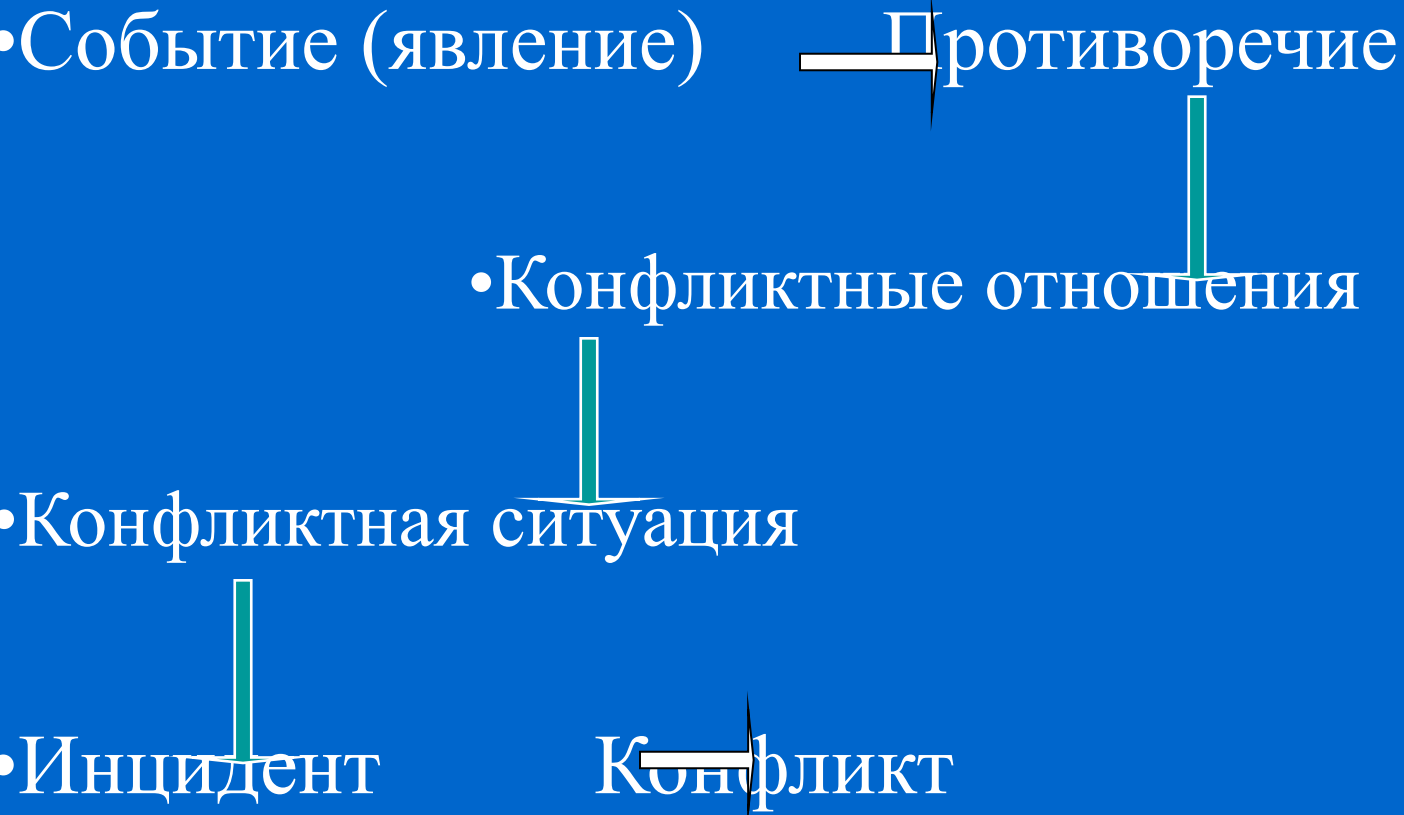 •Событие (явление) Противоречие
•Конфликтные отношения
•Конфликтная ситуация
•Инцидент Конфликт